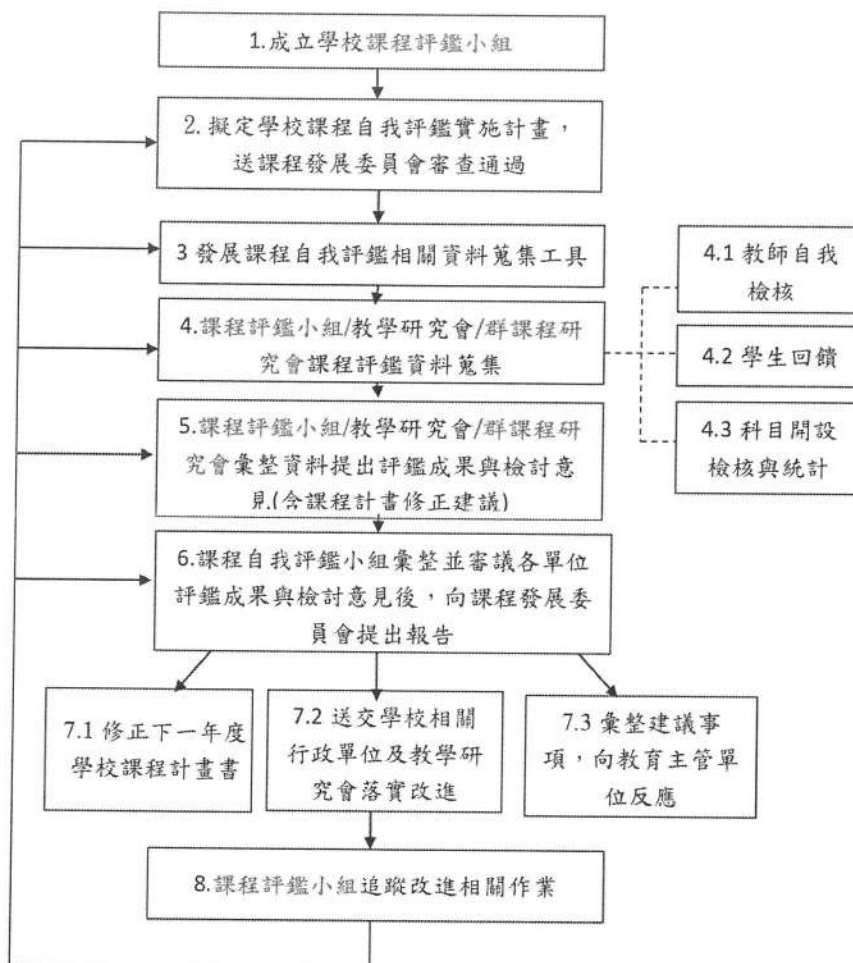 1.成立學校課程評鑑小組
2. 擬定學校課程自我評鑑實施計畫，
送課程發展委員會審查通過
3 發展課程自我評鑑相關資料蒐集工具
4.課程評鑑小組/教學研究會/群課程研
究會課程評鑑資料蒐集
4.1 教師自我
檢核
4.2 學生回饋
4.3 科目開設
檢核與統計
5.課程評鑑小組/教學研究會/群課程研
究會彙整資料提出評鑑成果與檢討意
見(含課程計畫修正建議)
6.課程自我評鑑小組彙整並審議各單位
評鑑成果與檢討意見後，向課程發展委
員會提出報告
7.1 修正下一年度
學校課程計畫書
7.2 送交學校相關
行政單位及教學研
究會落實改進
7.3 彙整建議事
項，向教育主管單
位反應
8.課程評鑑小組追蹤改進相關作業